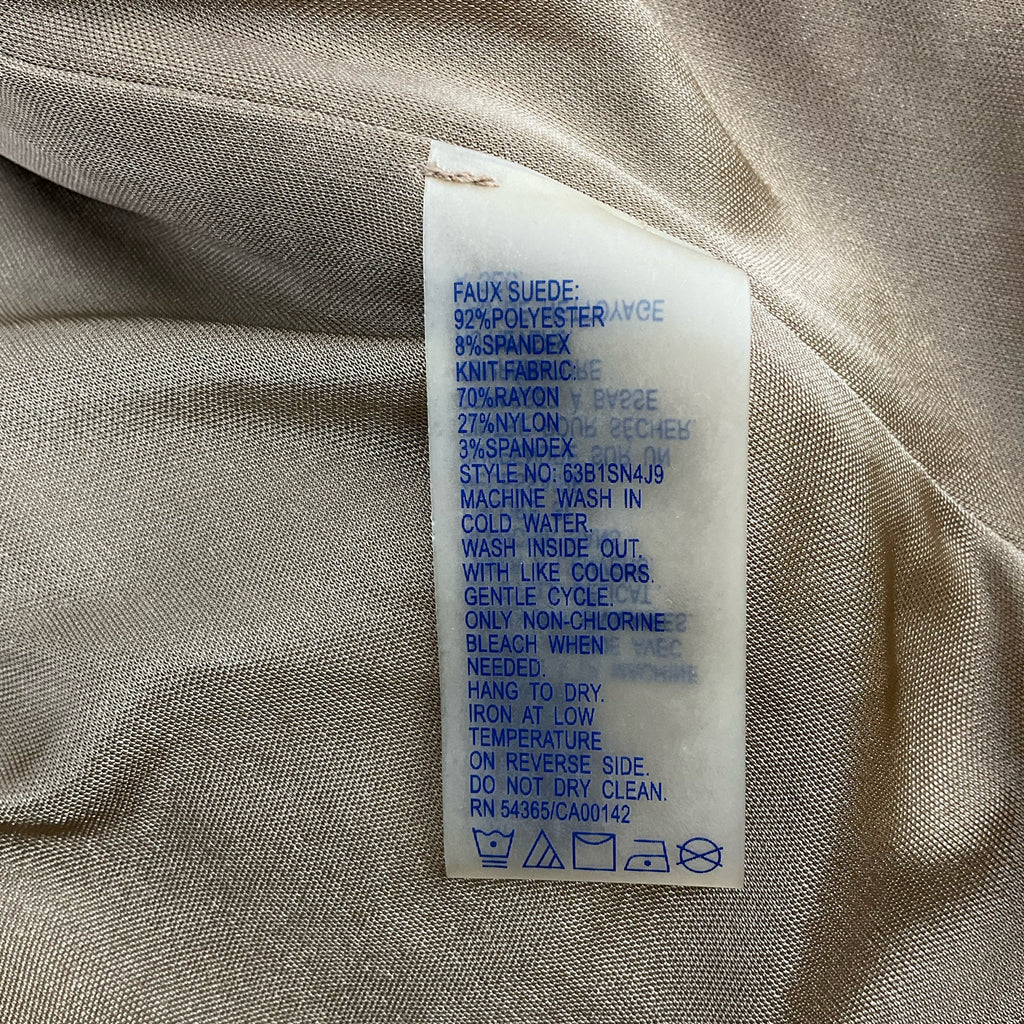 FAUX SUEDE:
92%POLYESTER
8%SPANDEX
KNIT FABRIC:
70%RAYON
27%NYLON
3%SPANDEX
STYLE NO: 63B1SN4J9
MACHINE WASH IN
COLD WATER.
WASH INSIDE OUT.
WITH LIKE COLORS.
GENTLE CYCLE.
ONLY NON-CHLORINE
BLEACH WHEN
NEEDED.
HANG TO DRY.
IRON AT LOW
TEMPERATURE
ON REVERSE SIDE.
DO NOT DRY CLEAN.
RN 54365/CA00142